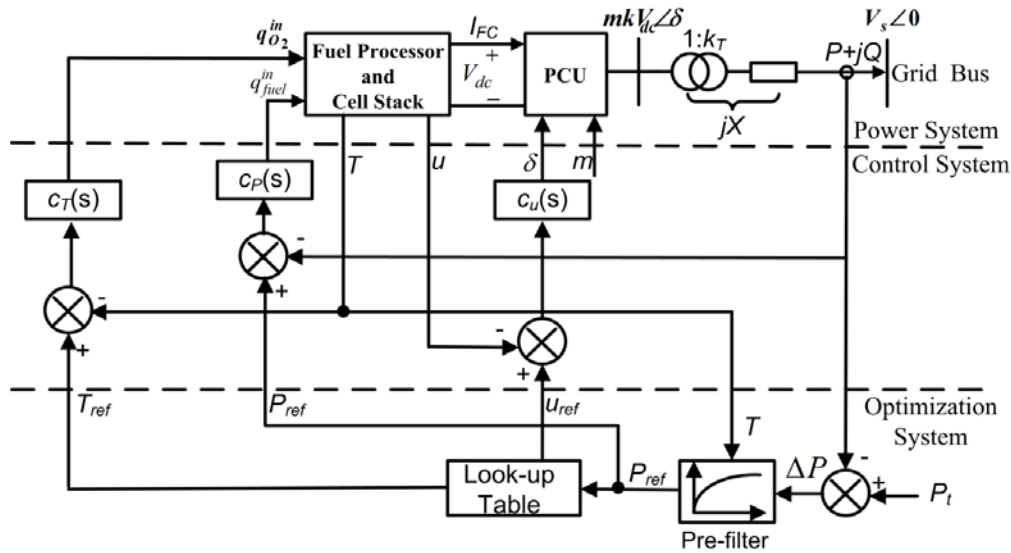 q_{O_2}^{in}
I_{FC}
mkV_{dc}∠δ
V_s∠0
1:k_T
P+jQ
Fuel Processor
and
Cell Stack
+
V_{dc}
−
PCU
Grid Bus
q_{fuel}^{in}
jX
Power System
Control System
T
u
δ
m
c_T(s)
c_P(s)
c_u(s)
-
+
-
+
-
+
T_{ref}
P_{ref}
u_{ref}
Optimization
System
T
Look-up
Table
P_{ref}
ΔP
-
+
P_t
Pre-filter